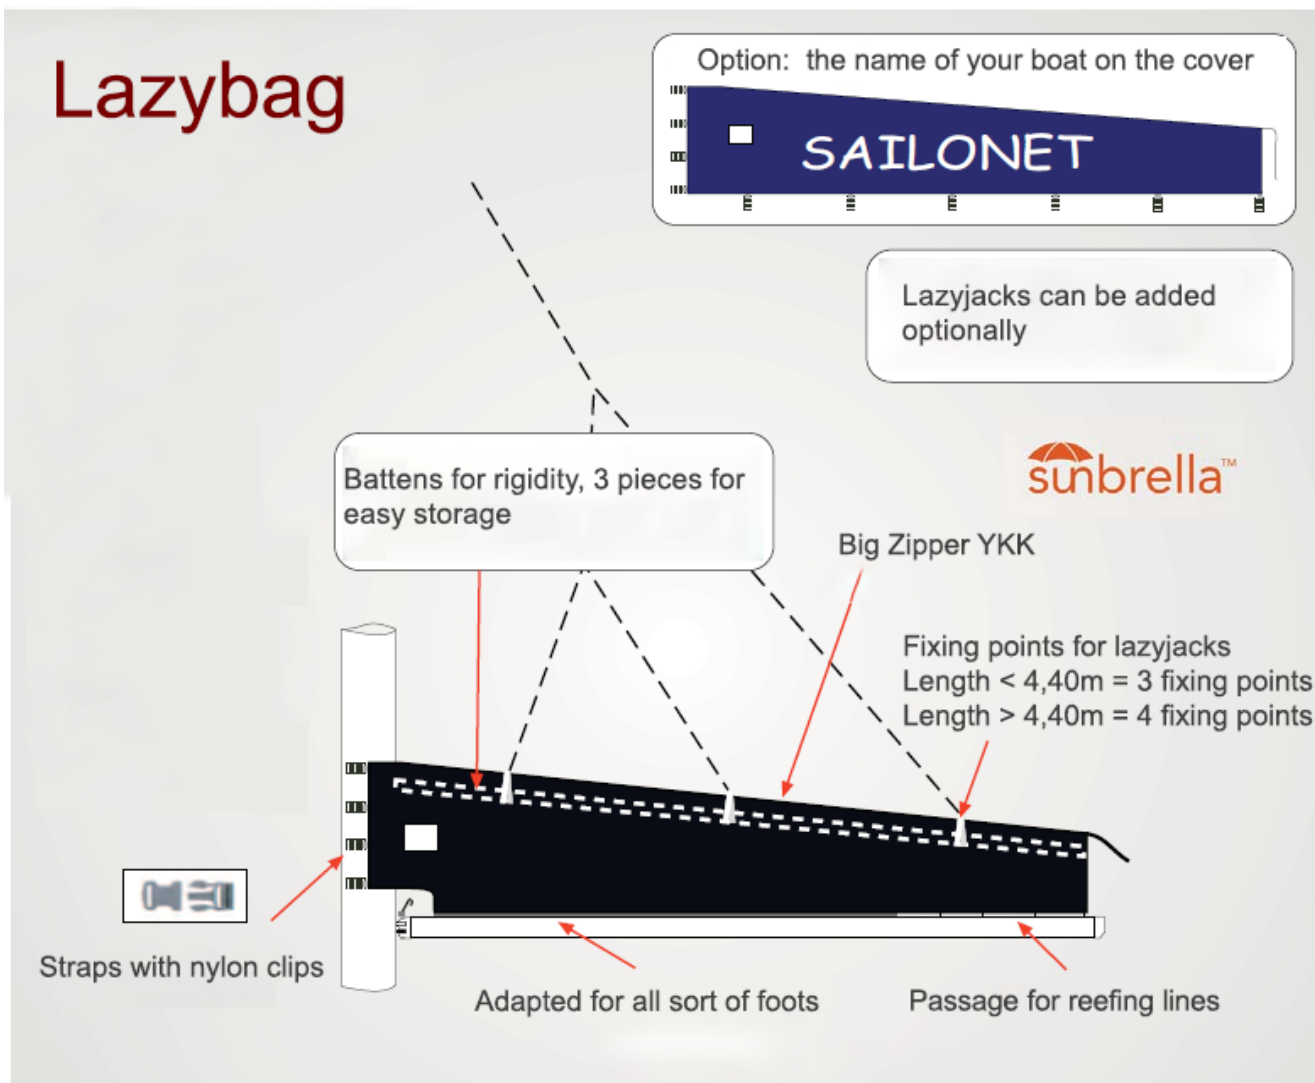 Lazybag
Option: the name of your boat on the cover
SAILONET
Lazyjacks can be added
optionally
sunbrella™
Battens for rigidity, 3 pieces for
easy storage
Big Zipper YKK
Fixing points for lazyjacks
Length < 4,40m = 3 fixing points
Length > 4,40m = 4 fixing points
Straps with nylon clips
Adapted for all sort of foots
Passage for reefing lines